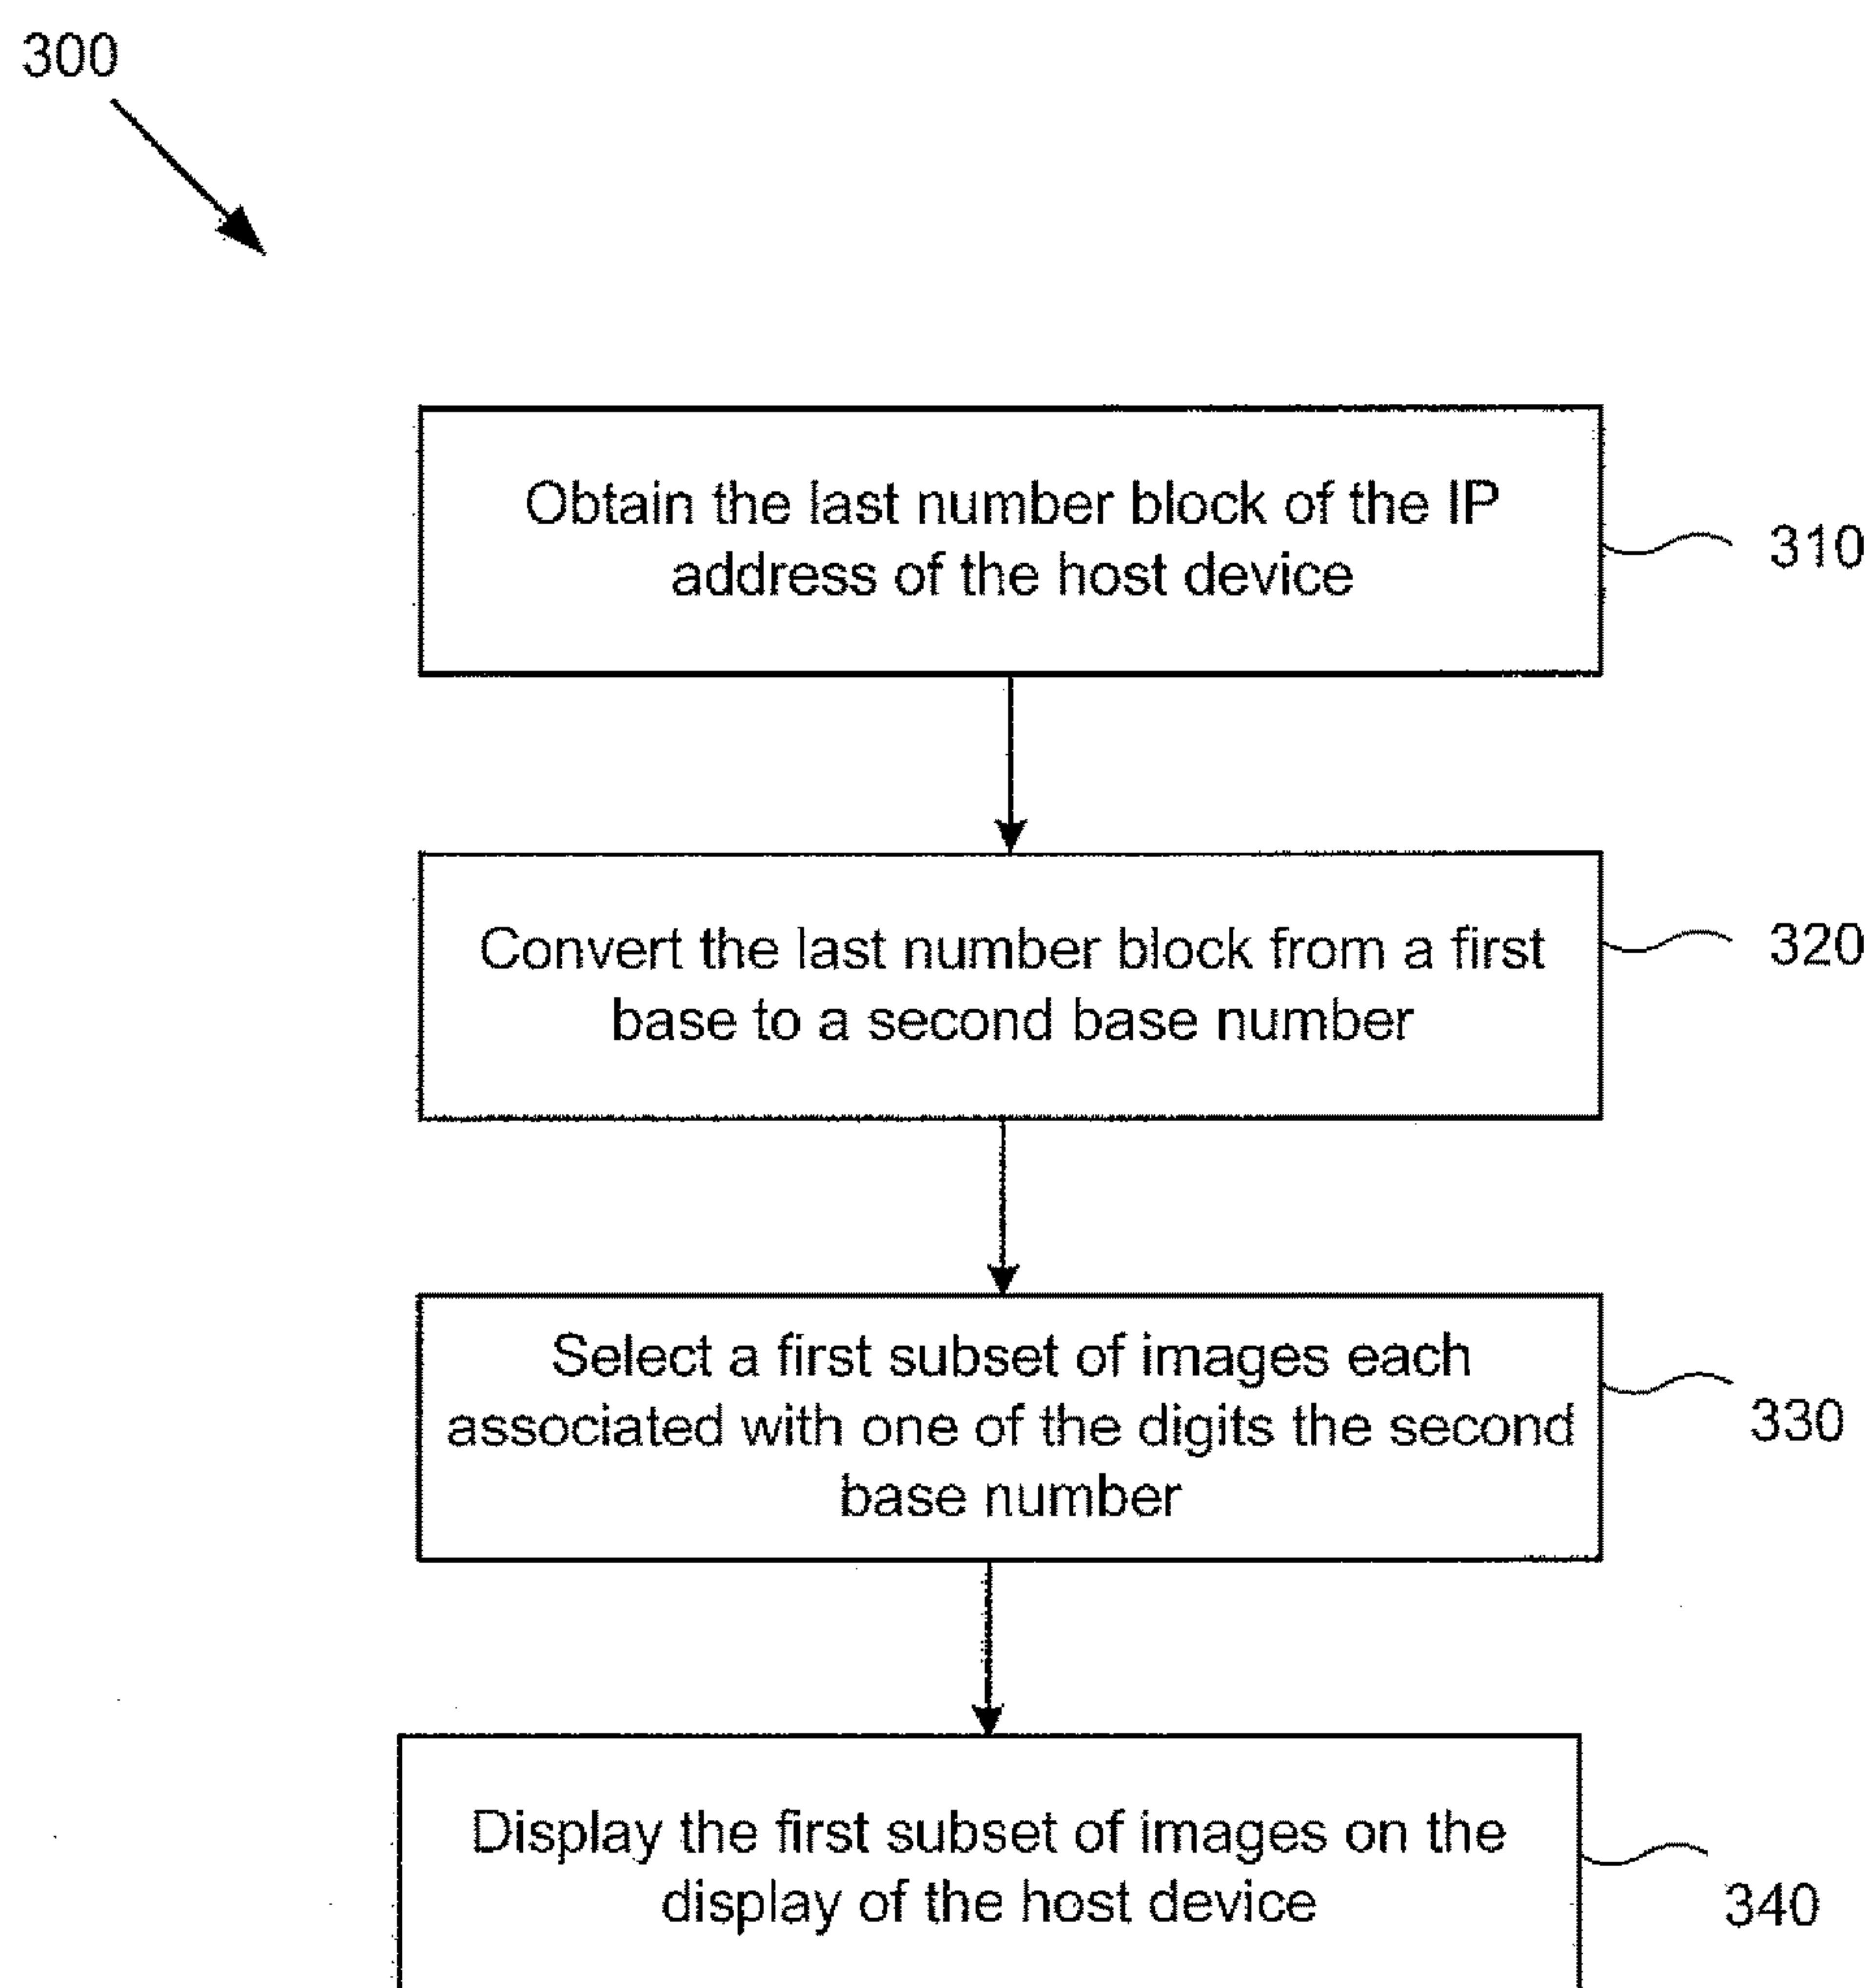 300
Obtain the last number block of the IP
address of the host device
310
Convert the last number block from a first
base to a second base number
320
Select a first subset of images each
associated with one of the digits the second
base number
330
Display the first subset of images on the
display of the host device
340